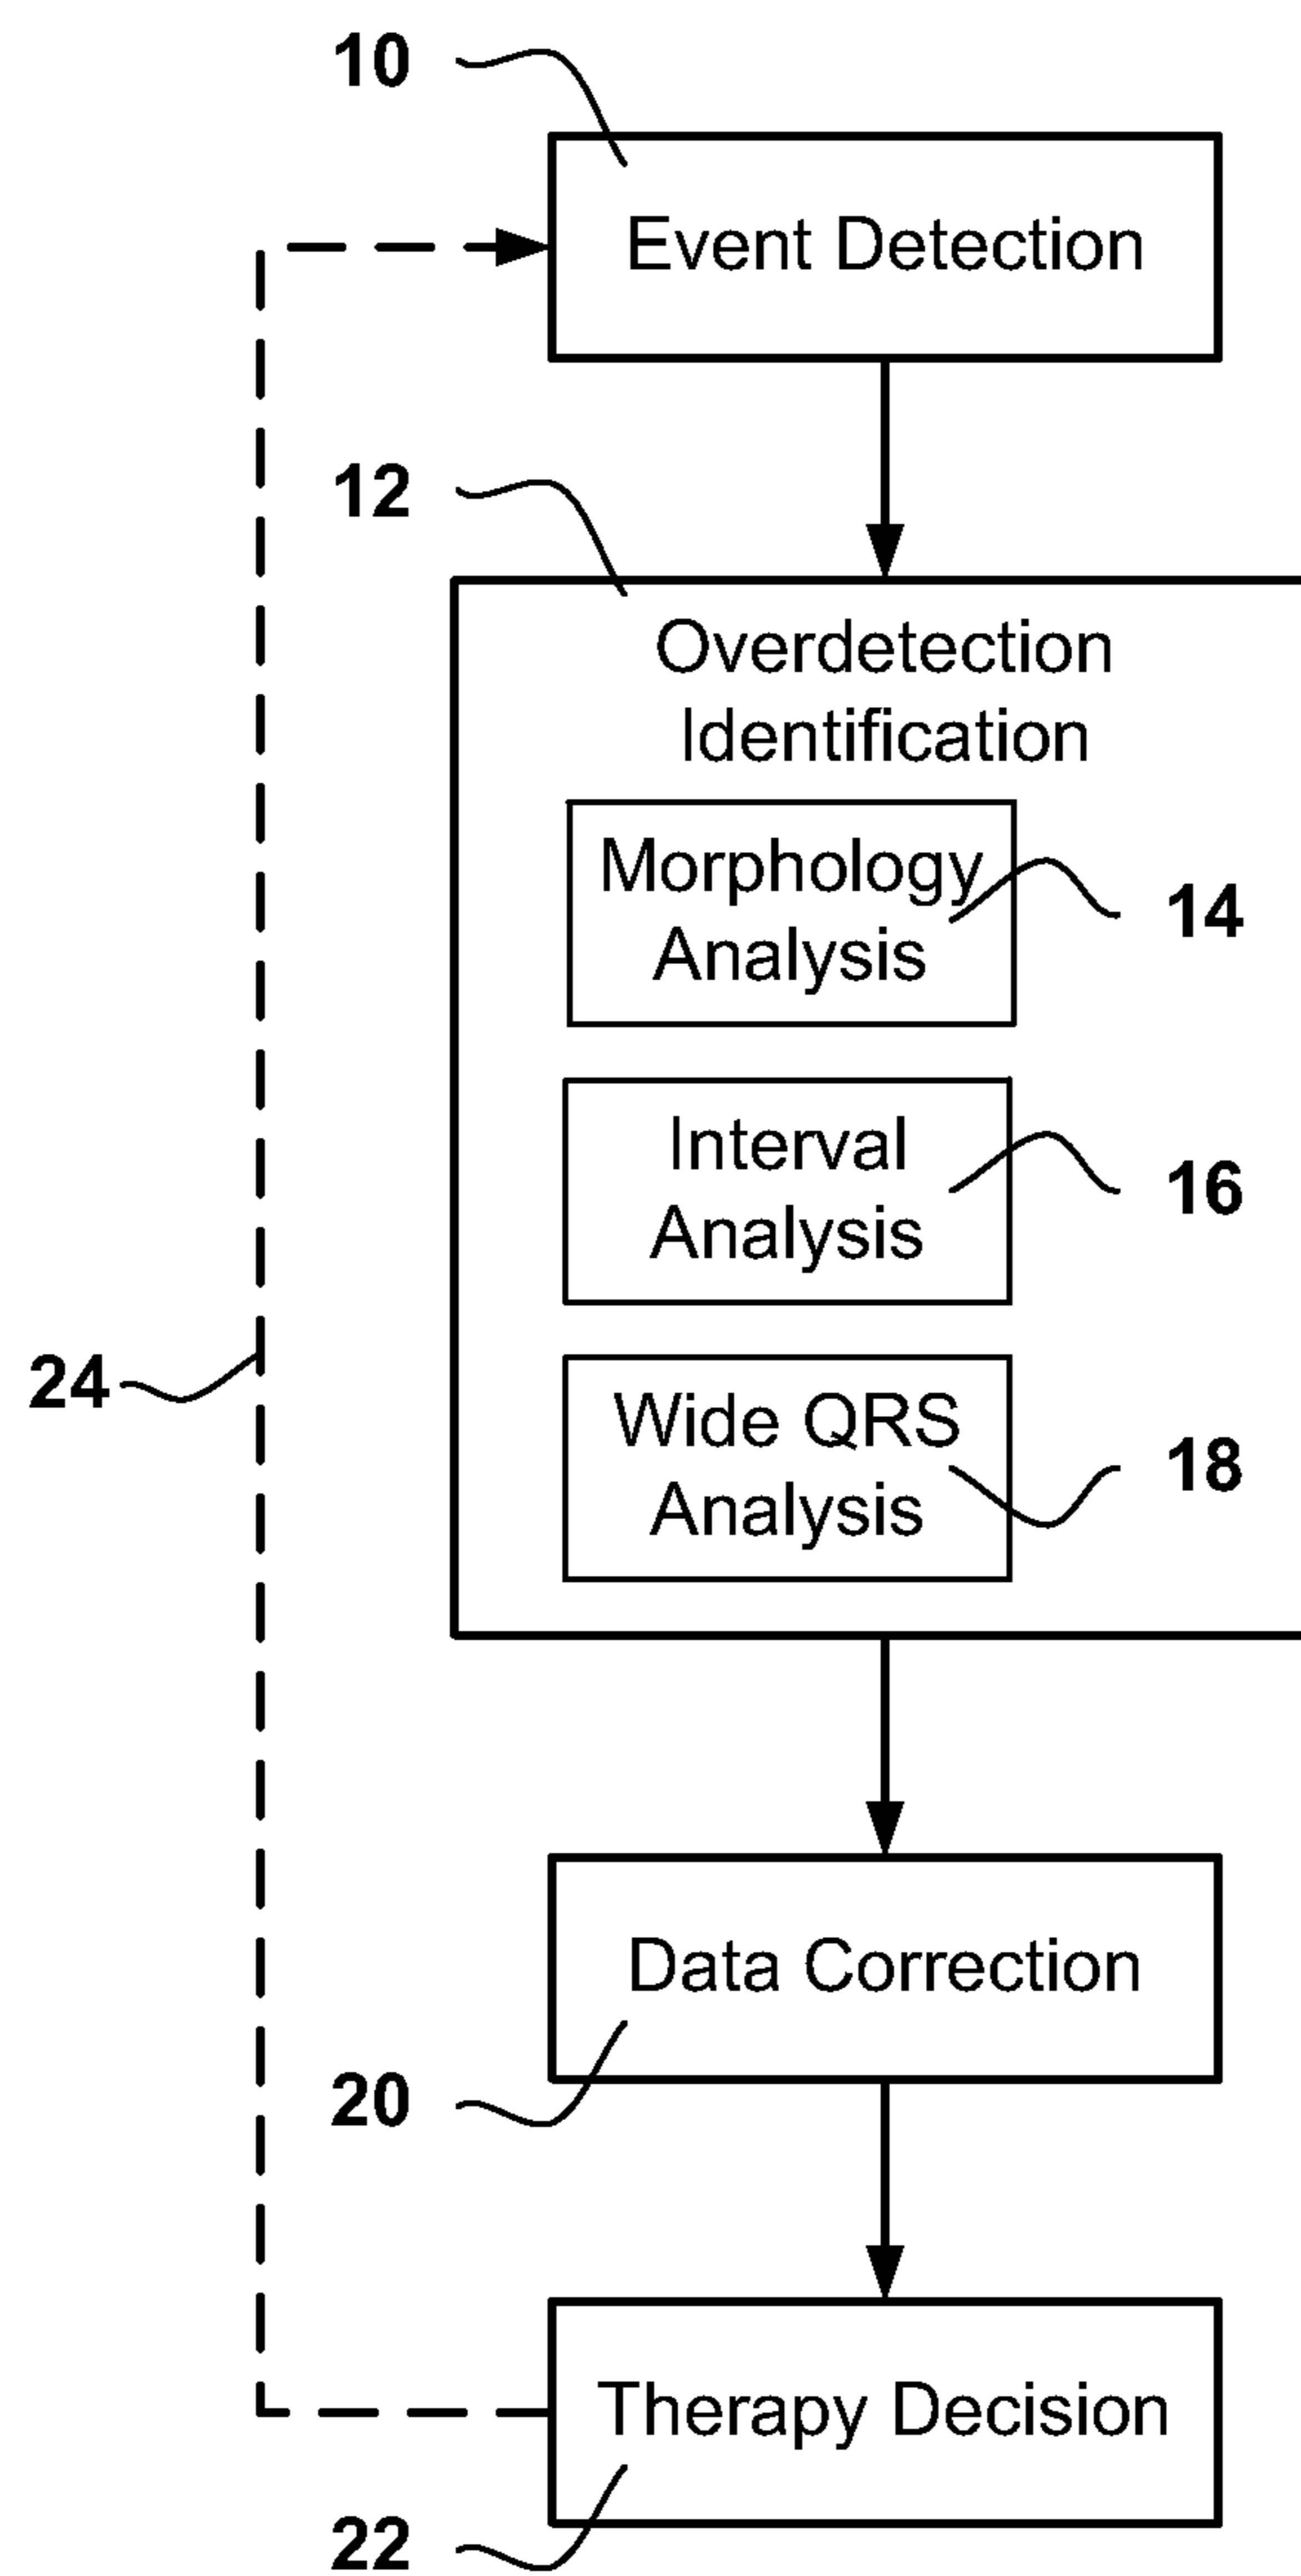 10
Event Detection
12
Overdetection
Identification
Morphology
Analysis
14
Interval
Analysis
16
24
Wide QRS
Analysis
18
Data Correction
20
Therapy Decision
22